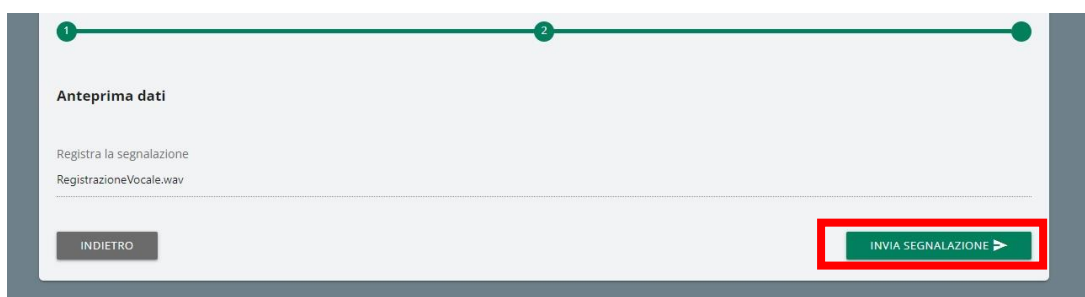 1
2
Anteprima dati
Registra la segnalazione
RegistrazioneVocale.wav
INDIETRO
INVIA SEGNALAZIONE